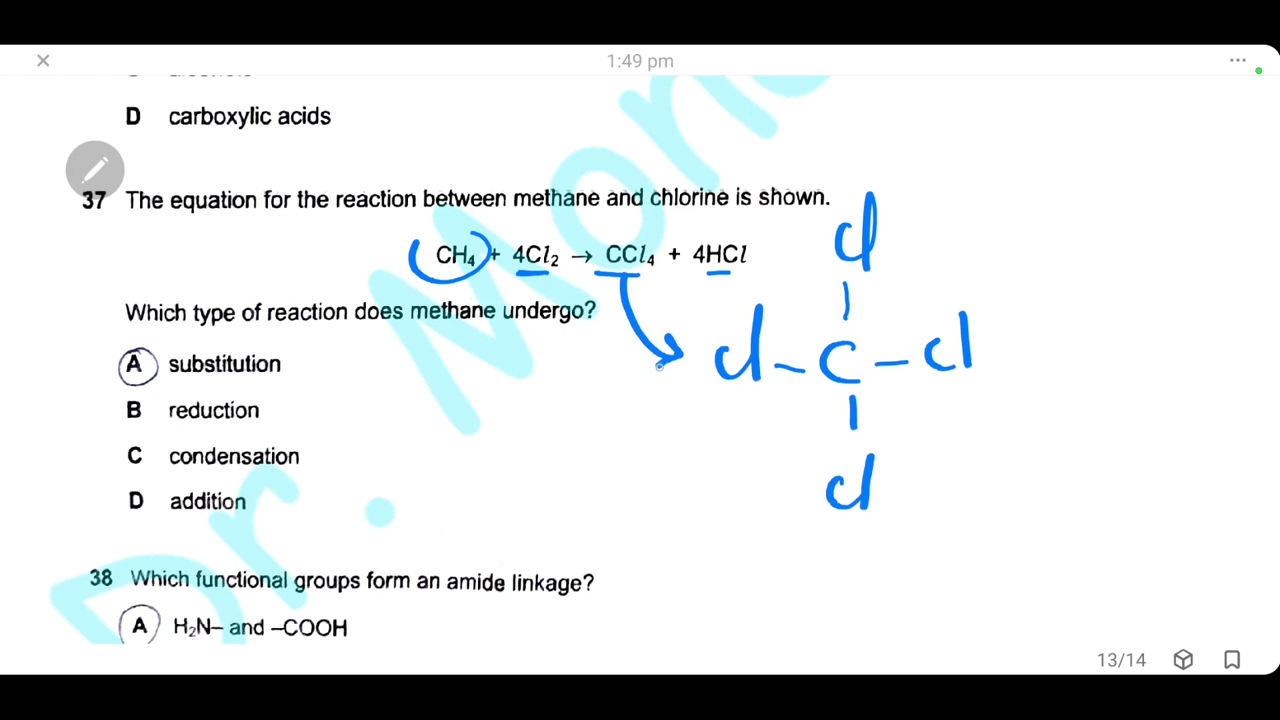 1:49 pm
D carboxylic acids
37 The equation for the reaction between methane and chlorine is shown.
CH₄ + 4Cl₂ → CCl₄ + 4HCl
Which type of reaction does methane undergo?
A substitution
B reduction
C condensation
D addition
Cl
Cl – C – Cl
Cl
38 Which functional groups form an amide linkage?
A H₂N– and –COOH
13/14
Dr. Mon